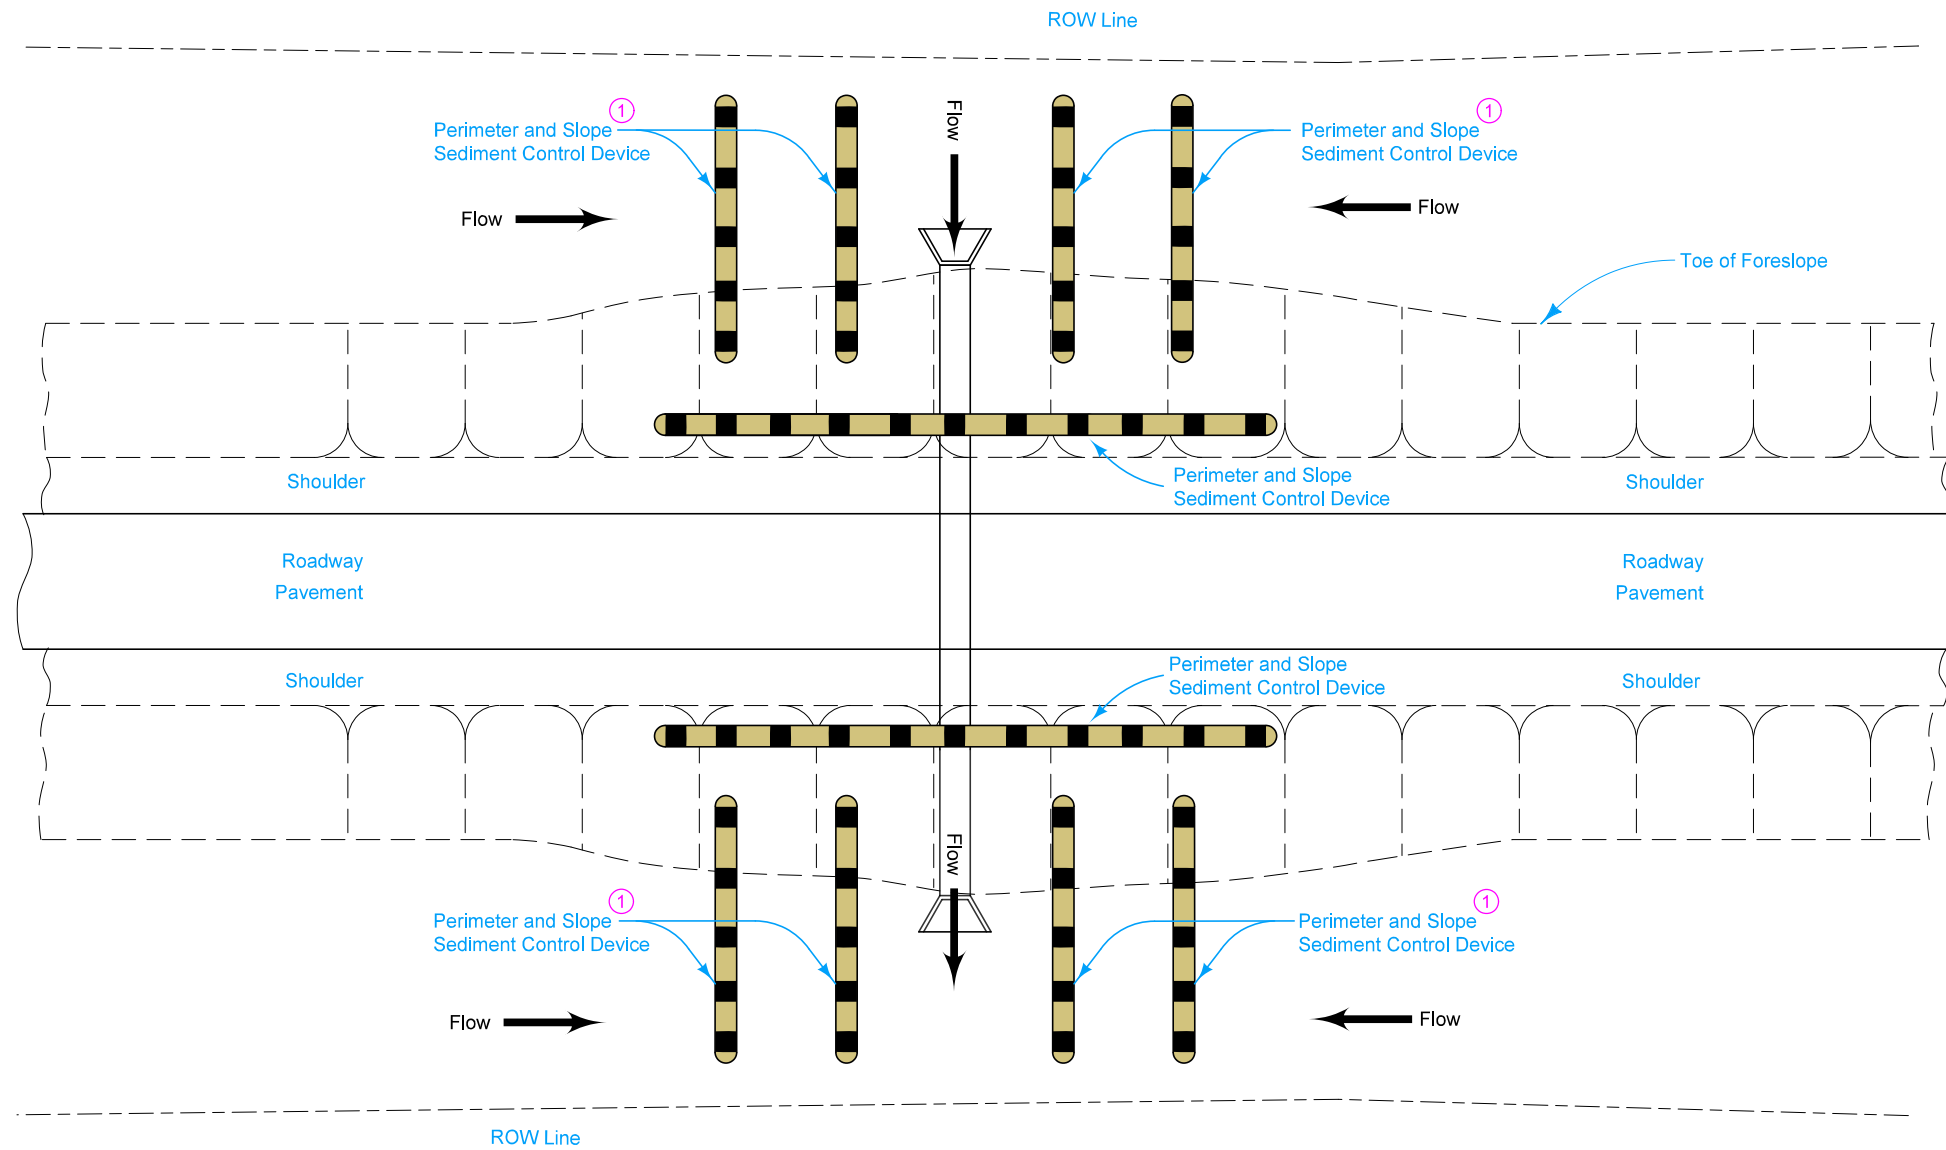 ROW Line
1
Perimeter and Slope
Sediment Control Device
Flow
1
Perimeter and Slope
Sediment Control Device
Flow
Flow
Toe of Foreslope
Shoulder
Perimeter and Slope
Sediment Control Device
Shoulder
Roadway
Pavement
Roadway
Pavement
Shoulder
Perimeter and Slope
Sediment Control Device
Shoulder
Flow
1
Perimeter and Slope
Sediment Control Device
1
Perimeter and Slope
Sediment Control Device
Flow
Flow
ROW Line